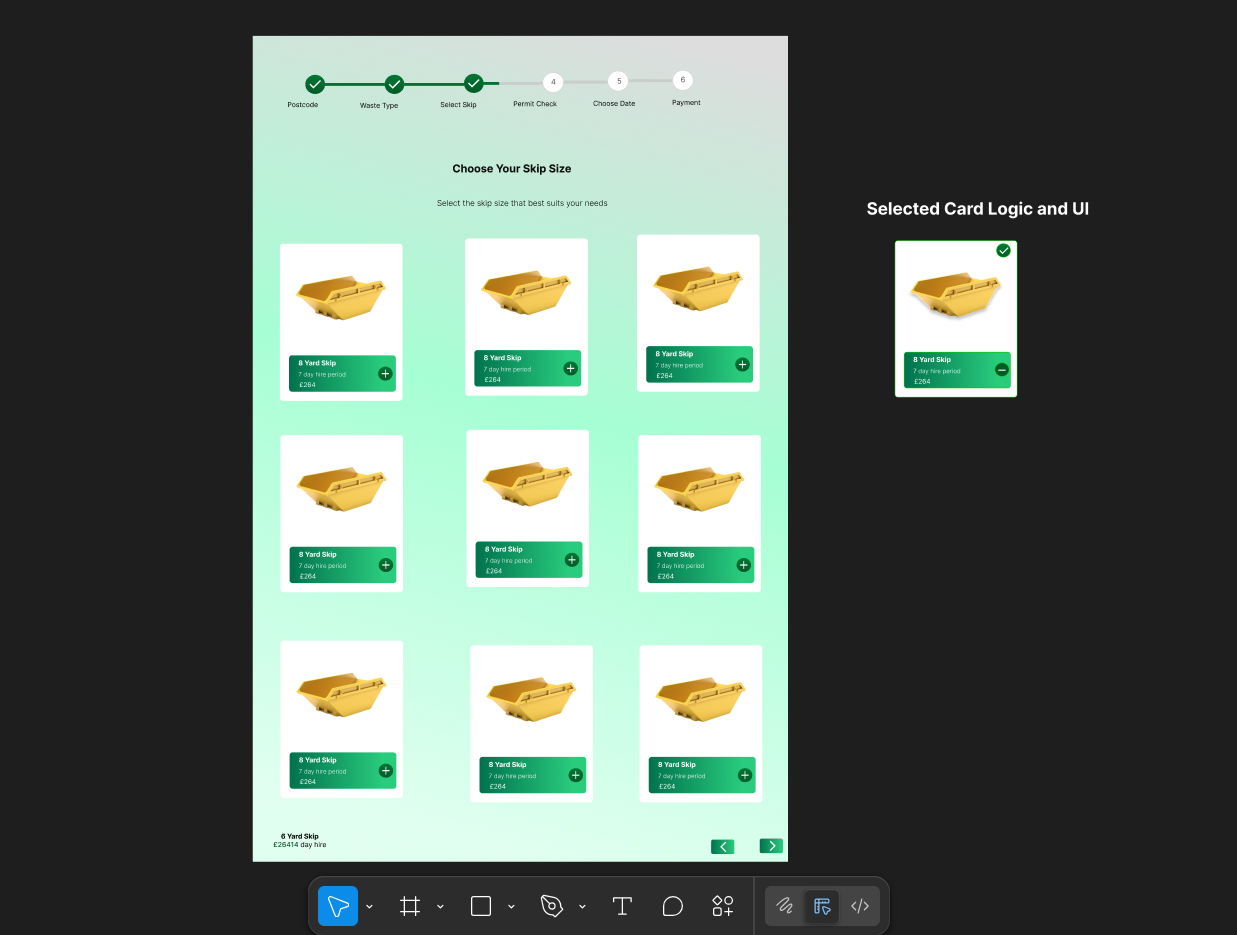 4
5
6
Postcode
Waste Type
Select Skip
Permit Check
Choose Date
Payment
Choose Your Skip Size
Select the skip size that best suits your needs
Selected Card Logic and UI
8 Yard Skip
7 day hire period
£264
8 Yard Skip
7 day hire period
£264
8 Yard Skip
7 day hire period
£264
8 Yard Skip
7 day hire period
£264
8 Yard Skip
7 day hire period
£264
8 Yard Skip
7 day hire period
£264
8 Yard Skip
7 day hire period
£264
8 Yard Skip
7 day hire period
£264
8 Yard Skip
7 day hire period
£264
8 Yard Skip
7 day hire period
£264
6 Yard Skip
£26414 day hire